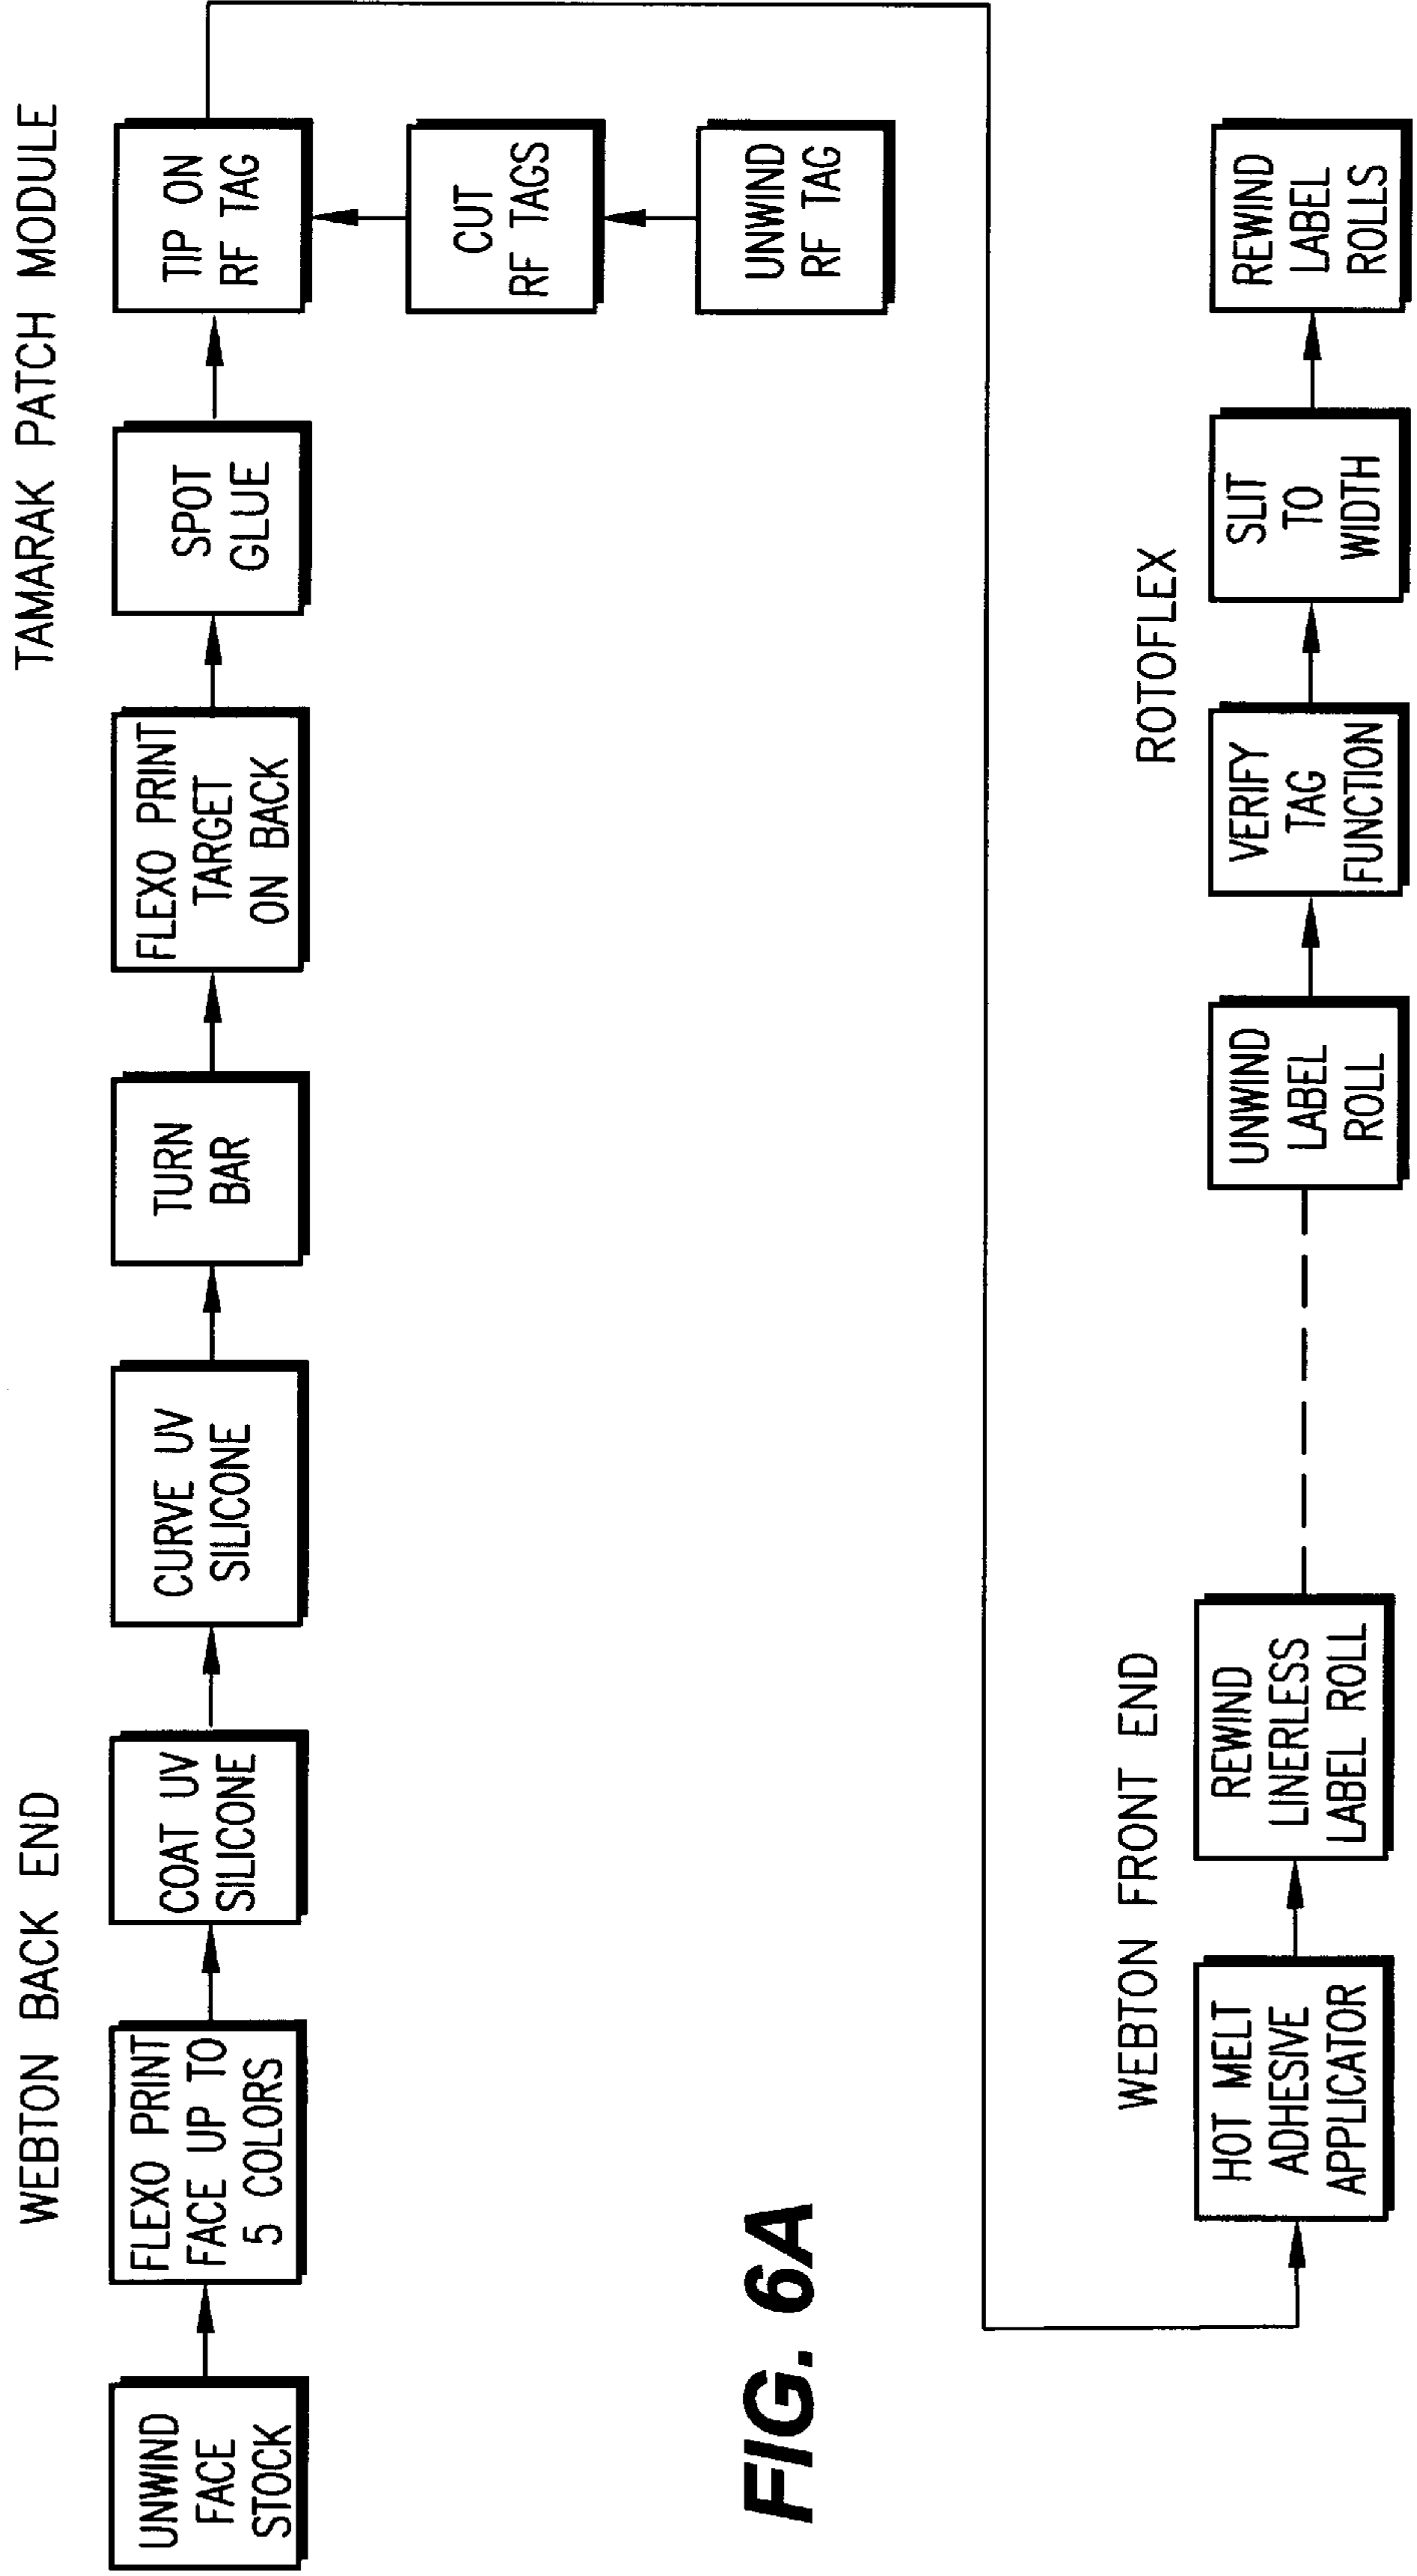 WEBTON BACK END
TAMARAK PATCH MODULE
UNWIND
FACE
STOCK
FLEXO PRINT
FACE UP TO
5 COLORS
COAT UV
SILICONE
CURVE UV
SILICONE
TURN
BAR
FLEXO PRINT
TARGET
ON BACK
SPOT
GLUE
TIP ON
RF TAG
CUT
RF TAGS
UNWIND
RF TAG
FIG. 6A
WEBTON FRONT END
ROTOFLEX
HOT MELT
ADHESIVE
APPLICATOR
REWIND
LINERLESS
LABEL ROLL
UNWIND
LABEL
ROLL
VERIFY
TAG
FUNCTION
SLIT
TO
WIDTH
REWIND
LABEL
ROLLS